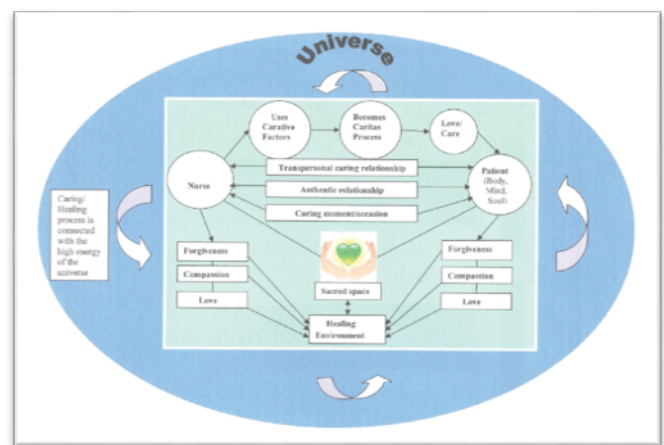 Universe
Uses
Carative
Factors
Becomes
Caritas
Process
Love/
Care
Transpersonal caring relationship
Nurse
Authentic relationship
Patient
(Body,
Mind,
Soul)
Caring moment/occasion
Caring/
Healing
process is
connected
with the
high energy
of the
universe
Forgiveness
Compassion
Love
Sacred space
Healing
Environment
Forgiveness
Compassion
Love